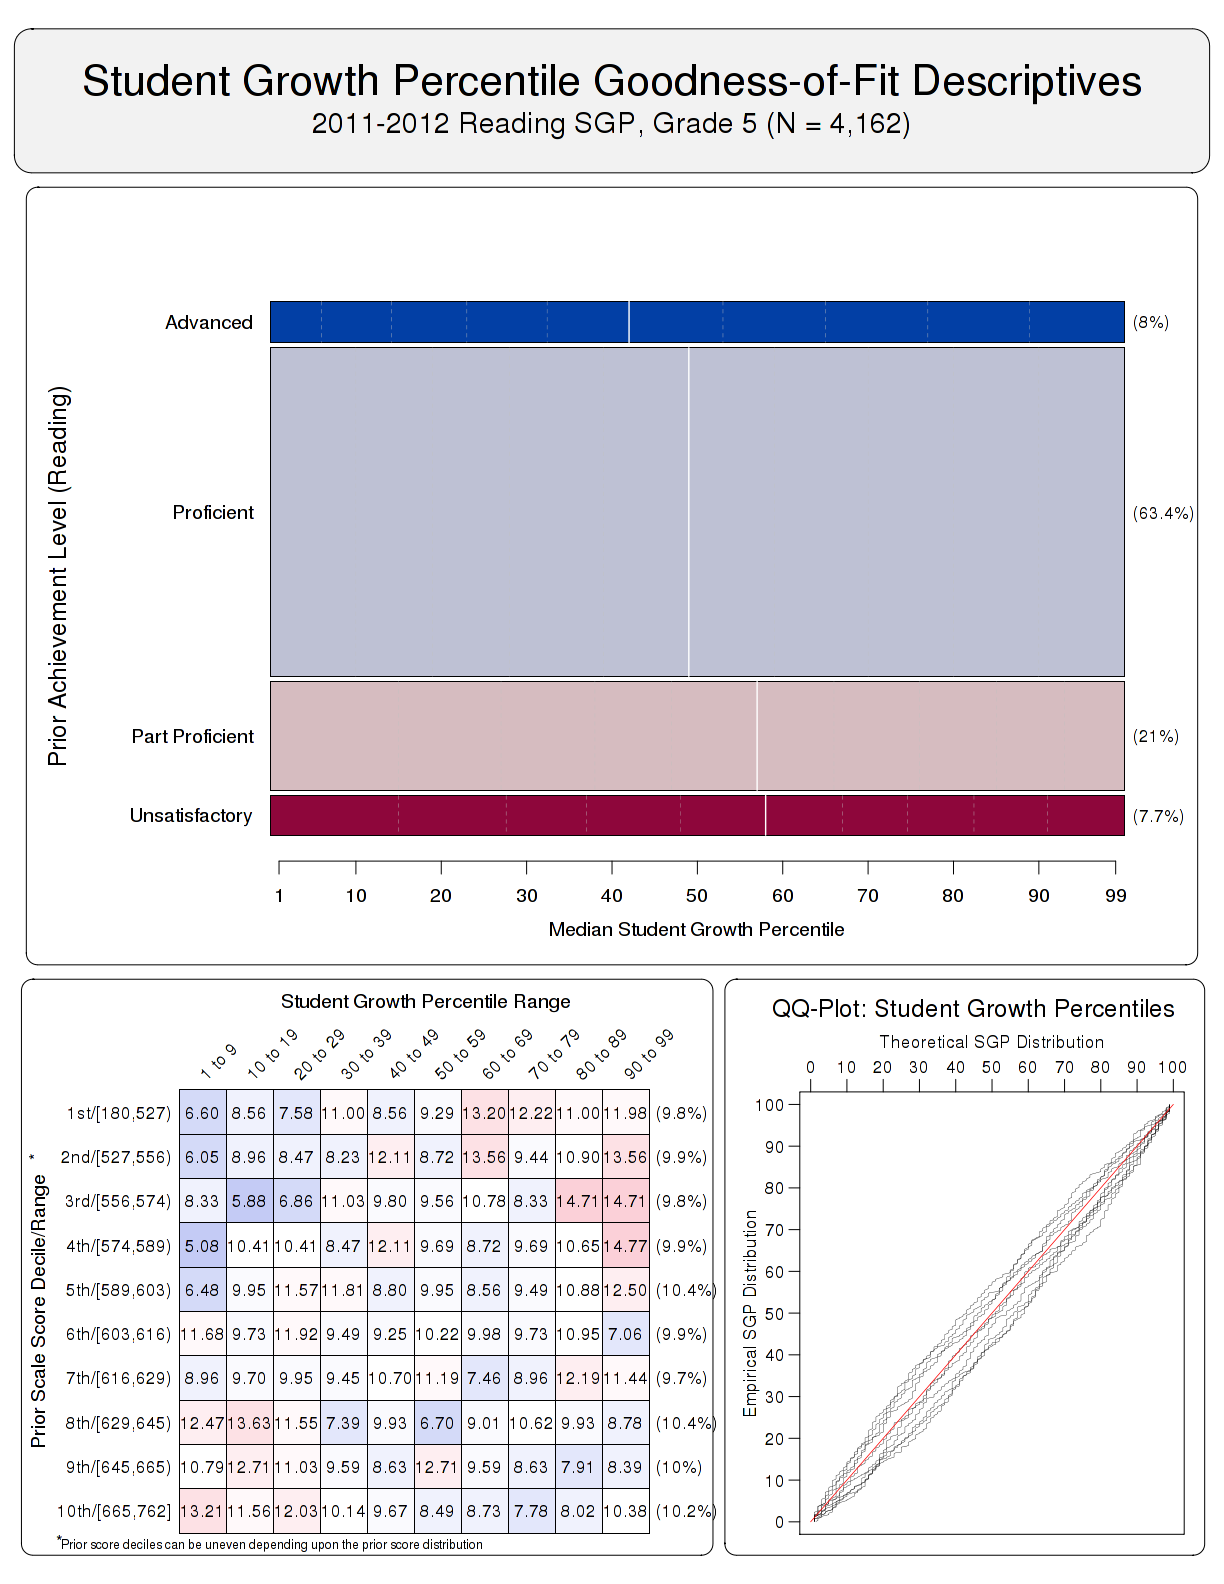 Student Growth Percentile Goodness-of-Fit Descriptives
2011-2012 Reading SGP, Grade 5 (N = 4,162)
Prior Achievement Level (Reading)
Advanced (8%)
Proficient (63.4%)
Part Proficient (21%)
Unsatisfactory (7.7%)
1 10 20 30 40 50 60 70 80 90 99
Median Student Growth Percentile
Student Growth Percentile Range
1 to 9 10 to 19 20 to 29 30 to 39 40 to 49 50 to 59 60 to 69 70 to 79 80 to 89 90 to 99
Prior Scale Score Decile/Range *
1st/[180,527) 6.60 8.56 7.58 11.00 8.56 9.29 13.20 12.22 11.00 11.98 (9.8%)
2nd/[527,556) 6.05 8.96 8.47 8.23 12.11 8.72 13.56 9.44 10.90 13.56 (9.9%)
3rd/[556,574) 8.33 5.88 6.86 11.03 9.80 9.56 10.78 8.33 14.71 14.71 (9.8%)
4th/[574,589) 5.08 10.41 10.41 8.47 12.11 9.69 8.72 9.69 10.65 14.77 (9.9%)
5th/[589,603) 6.48 9.95 11.57 11.81 8.80 9.95 8.56 9.49 10.88 12.50 (10.4%)
6th/[603,616) 11.68 9.73 11.92 9.49 9.25 10.22 9.98 9.73 10.95 7.06 (9.9%)
7th/[616,629) 8.96 9.70 9.95 9.45 10.70 11.19 7.46 8.96 12.19 11.44 (9.7%)
8th/[629,645) 12.47 13.63 11.55 7.39 9.93 6.70 9.01 10.62 9.93 8.78 (10.4%)
9th/[645,665) 10.79 12.71 11.03 9.59 8.63 12.71 9.59 8.63 7.91 8.39 (10%)
10th/[665,762] 13.21 11.56 12.03 10.14 9.67 8.49 8.73 7.78 8.02 10.38 (10.2%)
*Prior score deciles can be uneven depending upon the prior score distribution
QQ-Plot: Student Growth Percentiles
Theoretical SGP Distribution
0 10 20 30 40 50 60 70 80 90 100
Empirical SGP Distribution
100
90
80
70
60
50
40
30
20
10
0